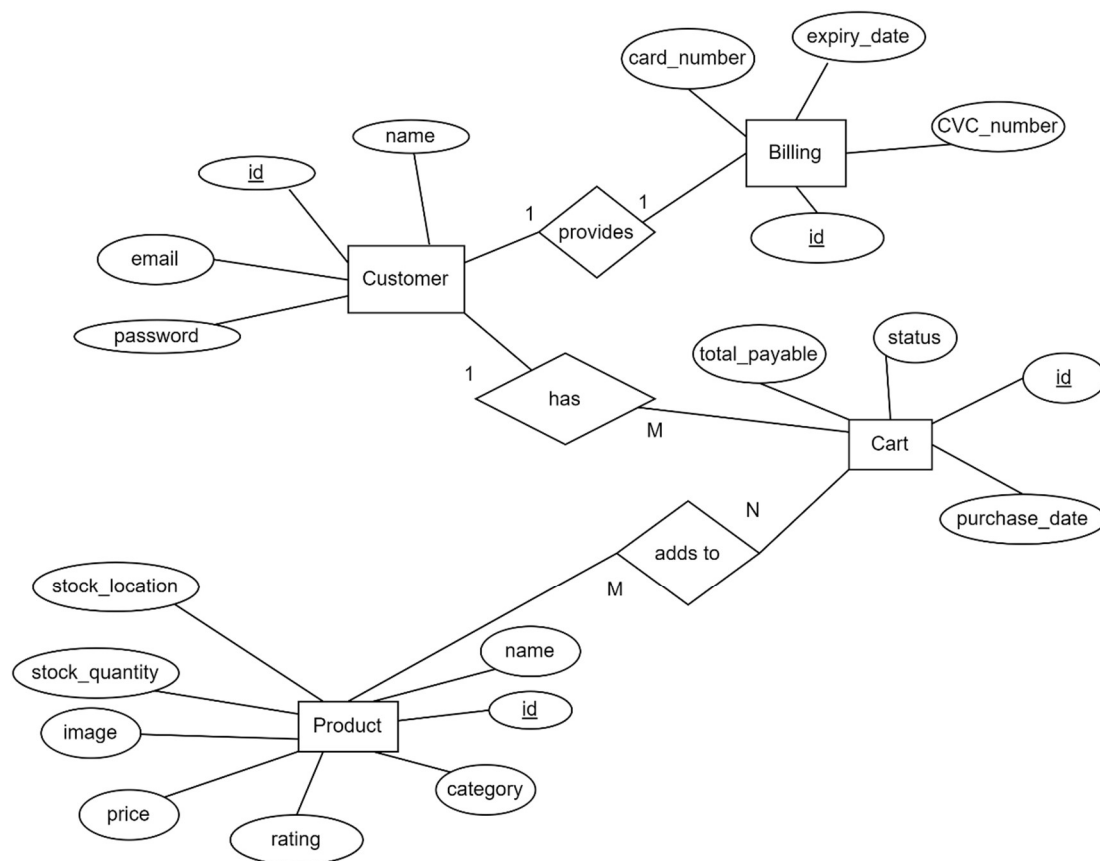 expiry_date
card_number
CVC_number
name
Billing
id
1
1
provides
id
email
Customer
password
status
total_payable
id
1
has
M
Cart
N
purchase_date
adds to
stock_location
M
name
stock_quantity
id
Product
image
category
price
rating